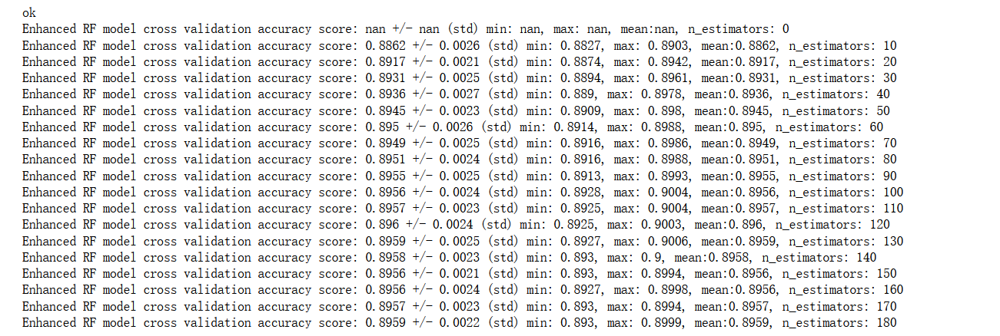 ok
Enhanced RF model cross validation accuracy score: nan +/- nan (std) min: nan, max: nan, mean:nan, n_estimators: 0
Enhanced RF model cross validation accuracy score: 0.8862 +/- 0.0026 (std) min: 0.8827, max: 0.8903, mean:0.8862, n_estimators: 10
Enhanced RF model cross validation accuracy score: 0.8917 +/- 0.0021 (std) min: 0.8874, max: 0.8942, mean:0.8917, n_estimators: 20
Enhanced RF model cross validation accuracy score: 0.8931 +/- 0.0025 (std) min: 0.8894, max: 0.8961, mean:0.8931, n_estimators: 30
Enhanced RF model cross validation accuracy score: 0.8936 +/- 0.0027 (std) min: 0.889, max: 0.8978, mean:0.8936, n_estimators: 40
Enhanced RF model cross validation accuracy score: 0.8945 +/- 0.0023 (std) min: 0.8909, max: 0.898, mean:0.8945, n_estimators: 50
Enhanced RF model cross validation accuracy score: 0.895 +/- 0.0026 (std) min: 0.8914, max: 0.8988, mean:0.895, n_estimators: 60
Enhanced RF model cross validation accuracy score: 0.8949 +/- 0.0025 (std) min: 0.8916, max: 0.8986, mean:0.8949, n_estimators: 70
Enhanced RF model cross validation accuracy score: 0.8951 +/- 0.0024 (std) min: 0.8916, max: 0.8988, mean:0.8951, n_estimators: 80
Enhanced RF model cross validation accuracy score: 0.8955 +/- 0.0025 (std) min: 0.8913, max: 0.8993, mean:0.8955, n_estimators: 90
Enhanced RF model cross validation accuracy score: 0.8956 +/- 0.0024 (std) min: 0.8928, max: 0.9004, mean:0.8956, n_estimators: 100
Enhanced RF model cross validation accuracy score: 0.8957 +/- 0.0023 (std) min: 0.8925, max: 0.9004, mean:0.8957, n_estimators: 110
Enhanced RF model cross validation accuracy score: 0.896 +/- 0.0024 (std) min: 0.8925, max: 0.9003, mean:0.896, n_estimators: 120
Enhanced RF model cross validation accuracy score: 0.8959 +/- 0.0025 (std) min: 0.8927, max: 0.9006, mean:0.8959, n_estimators: 130
Enhanced RF model cross validation accuracy score: 0.8958 +/- 0.0023 (std) min: 0.893, max: 0.9, mean:0.8958, n_estimators: 140
Enhanced RF model cross validation accuracy score: 0.8956 +/- 0.0021 (std) min: 0.893, max: 0.8994, mean:0.8956, n_estimators: 150
Enhanced RF model cross validation accuracy score: 0.8956 +/- 0.0024 (std) min: 0.8927, max: 0.8998, mean:0.8956, n_estimators: 160
Enhanced RF model cross validation accuracy score: 0.8957 +/- 0.0023 (std) min: 0.893, max: 0.8994, mean:0.8957, n_estimators: 170
Enhanced RF model cross validation accuracy score: 0.8959 +/- 0.0022 (std) min: 0.893, max: 0.8999, mean:0.8959, n_estimators: 180